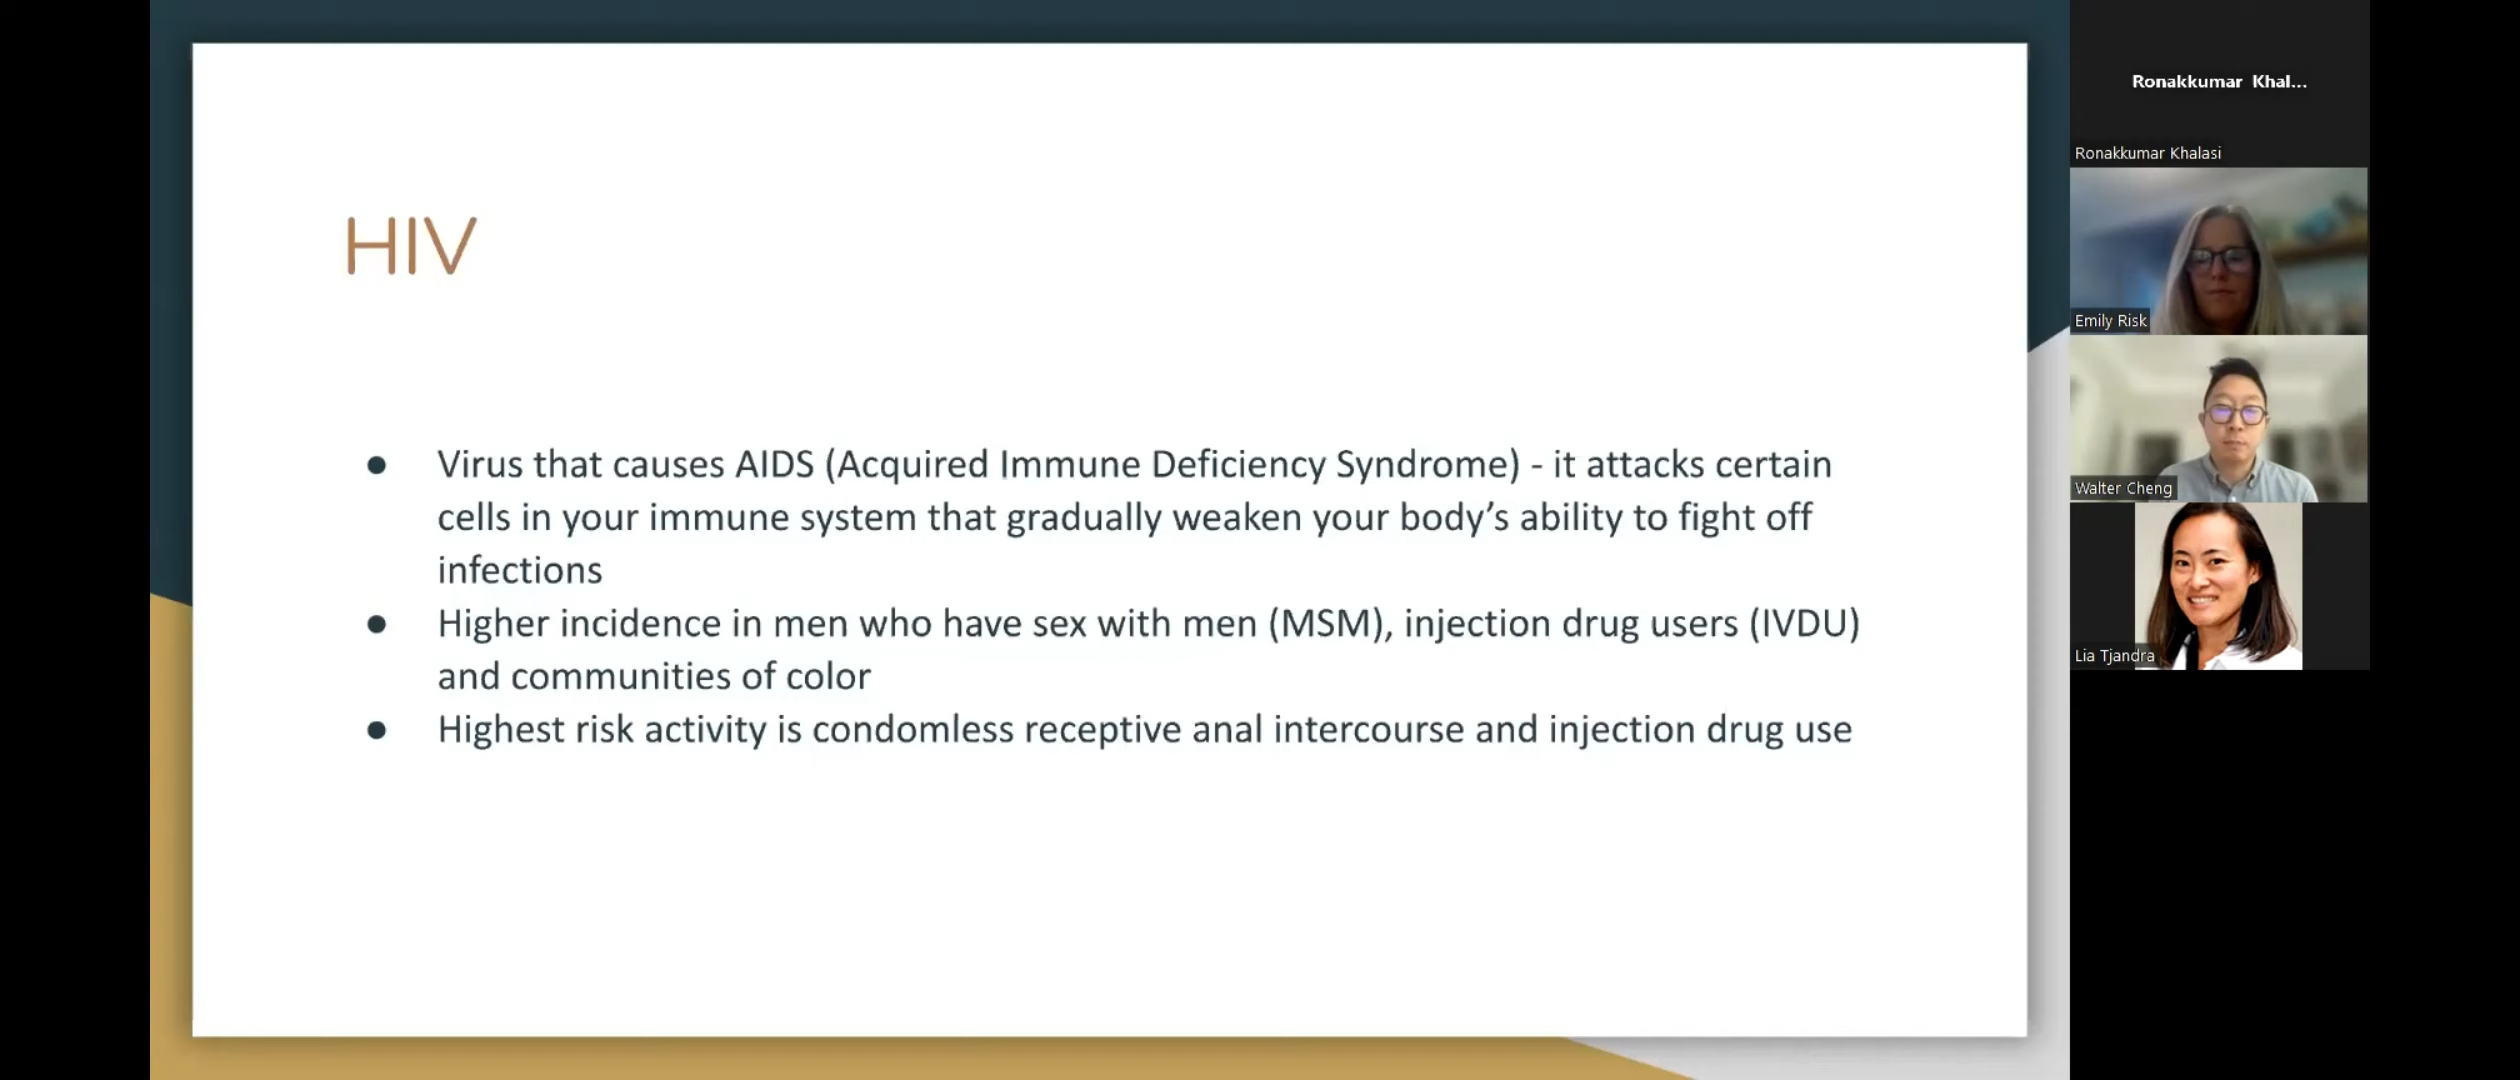 HIV
● Virus that causes AIDS (Acquired Immune Deficiency Syndrome) - it attacks certain
cells in your immune system that gradually weaken your body’s ability to fight off
infections
● Higher incidence in men who have sex with men (MSM), injection drug users (IVDU)
and communities of color
● Highest risk activity is condomless receptive anal intercourse and injection drug use
Ronakkumar Khal...
Ronakkumar Khalasi
Emily Risk
Walter Cheng
Lia Tjandra